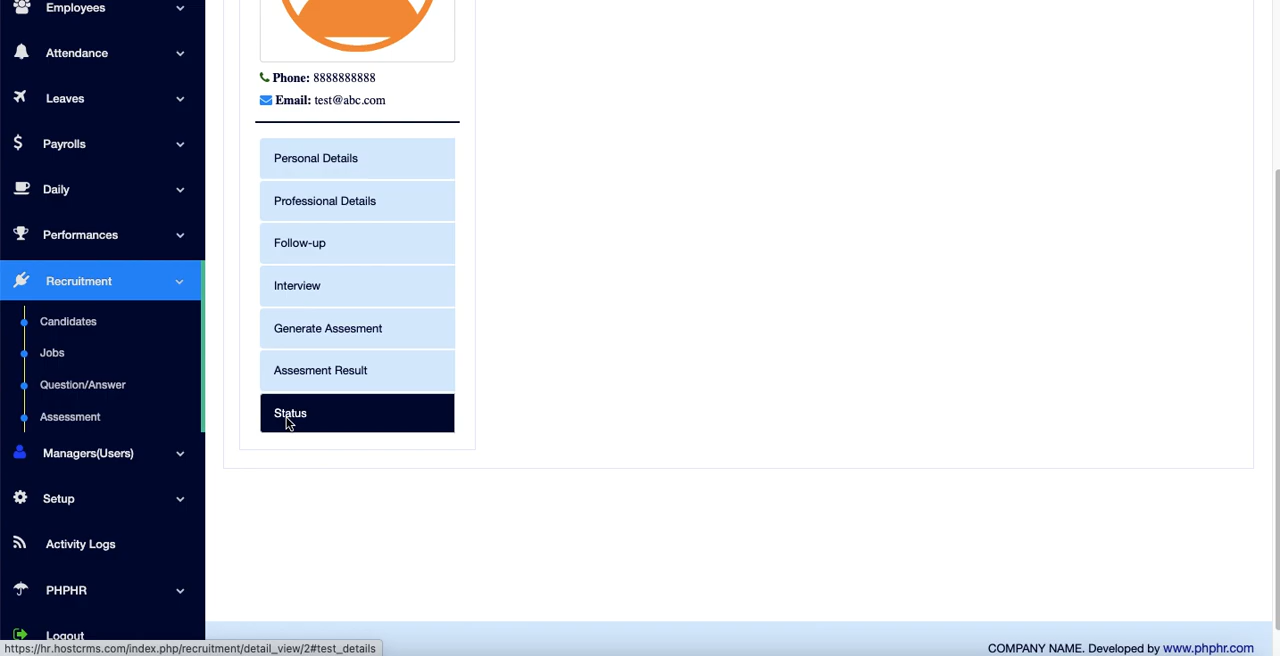 Employees
Attendance
Leaves
Payrolls
Daily
Performances
Recruitment
Candidates
Jobs
Question/Answer
Assessment
Managers(Users)
Setup
Activity Logs
PHPHR
Logout
Phone: 8888888888
Email: test@abc.com
Personal Details
Professional Details
Follow-up
Interview
Generate Assesment
Assesment Result
Status
https://hr.hostcrms.com/index.php/recruitment/detail_view/2#test_details
COMPANY NAME. Developed by www.phphr.com